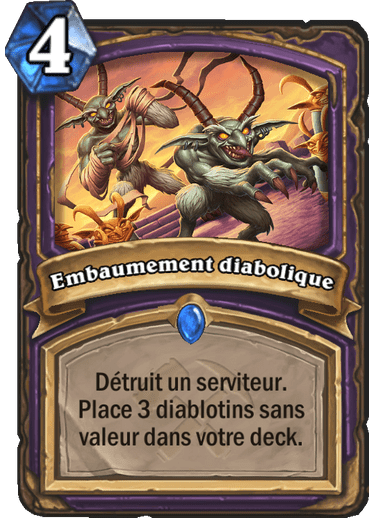 4
Embaumement diabolique
Détruit un serviteur.
Place 3 diablotins sans
valeur dans votre deck.